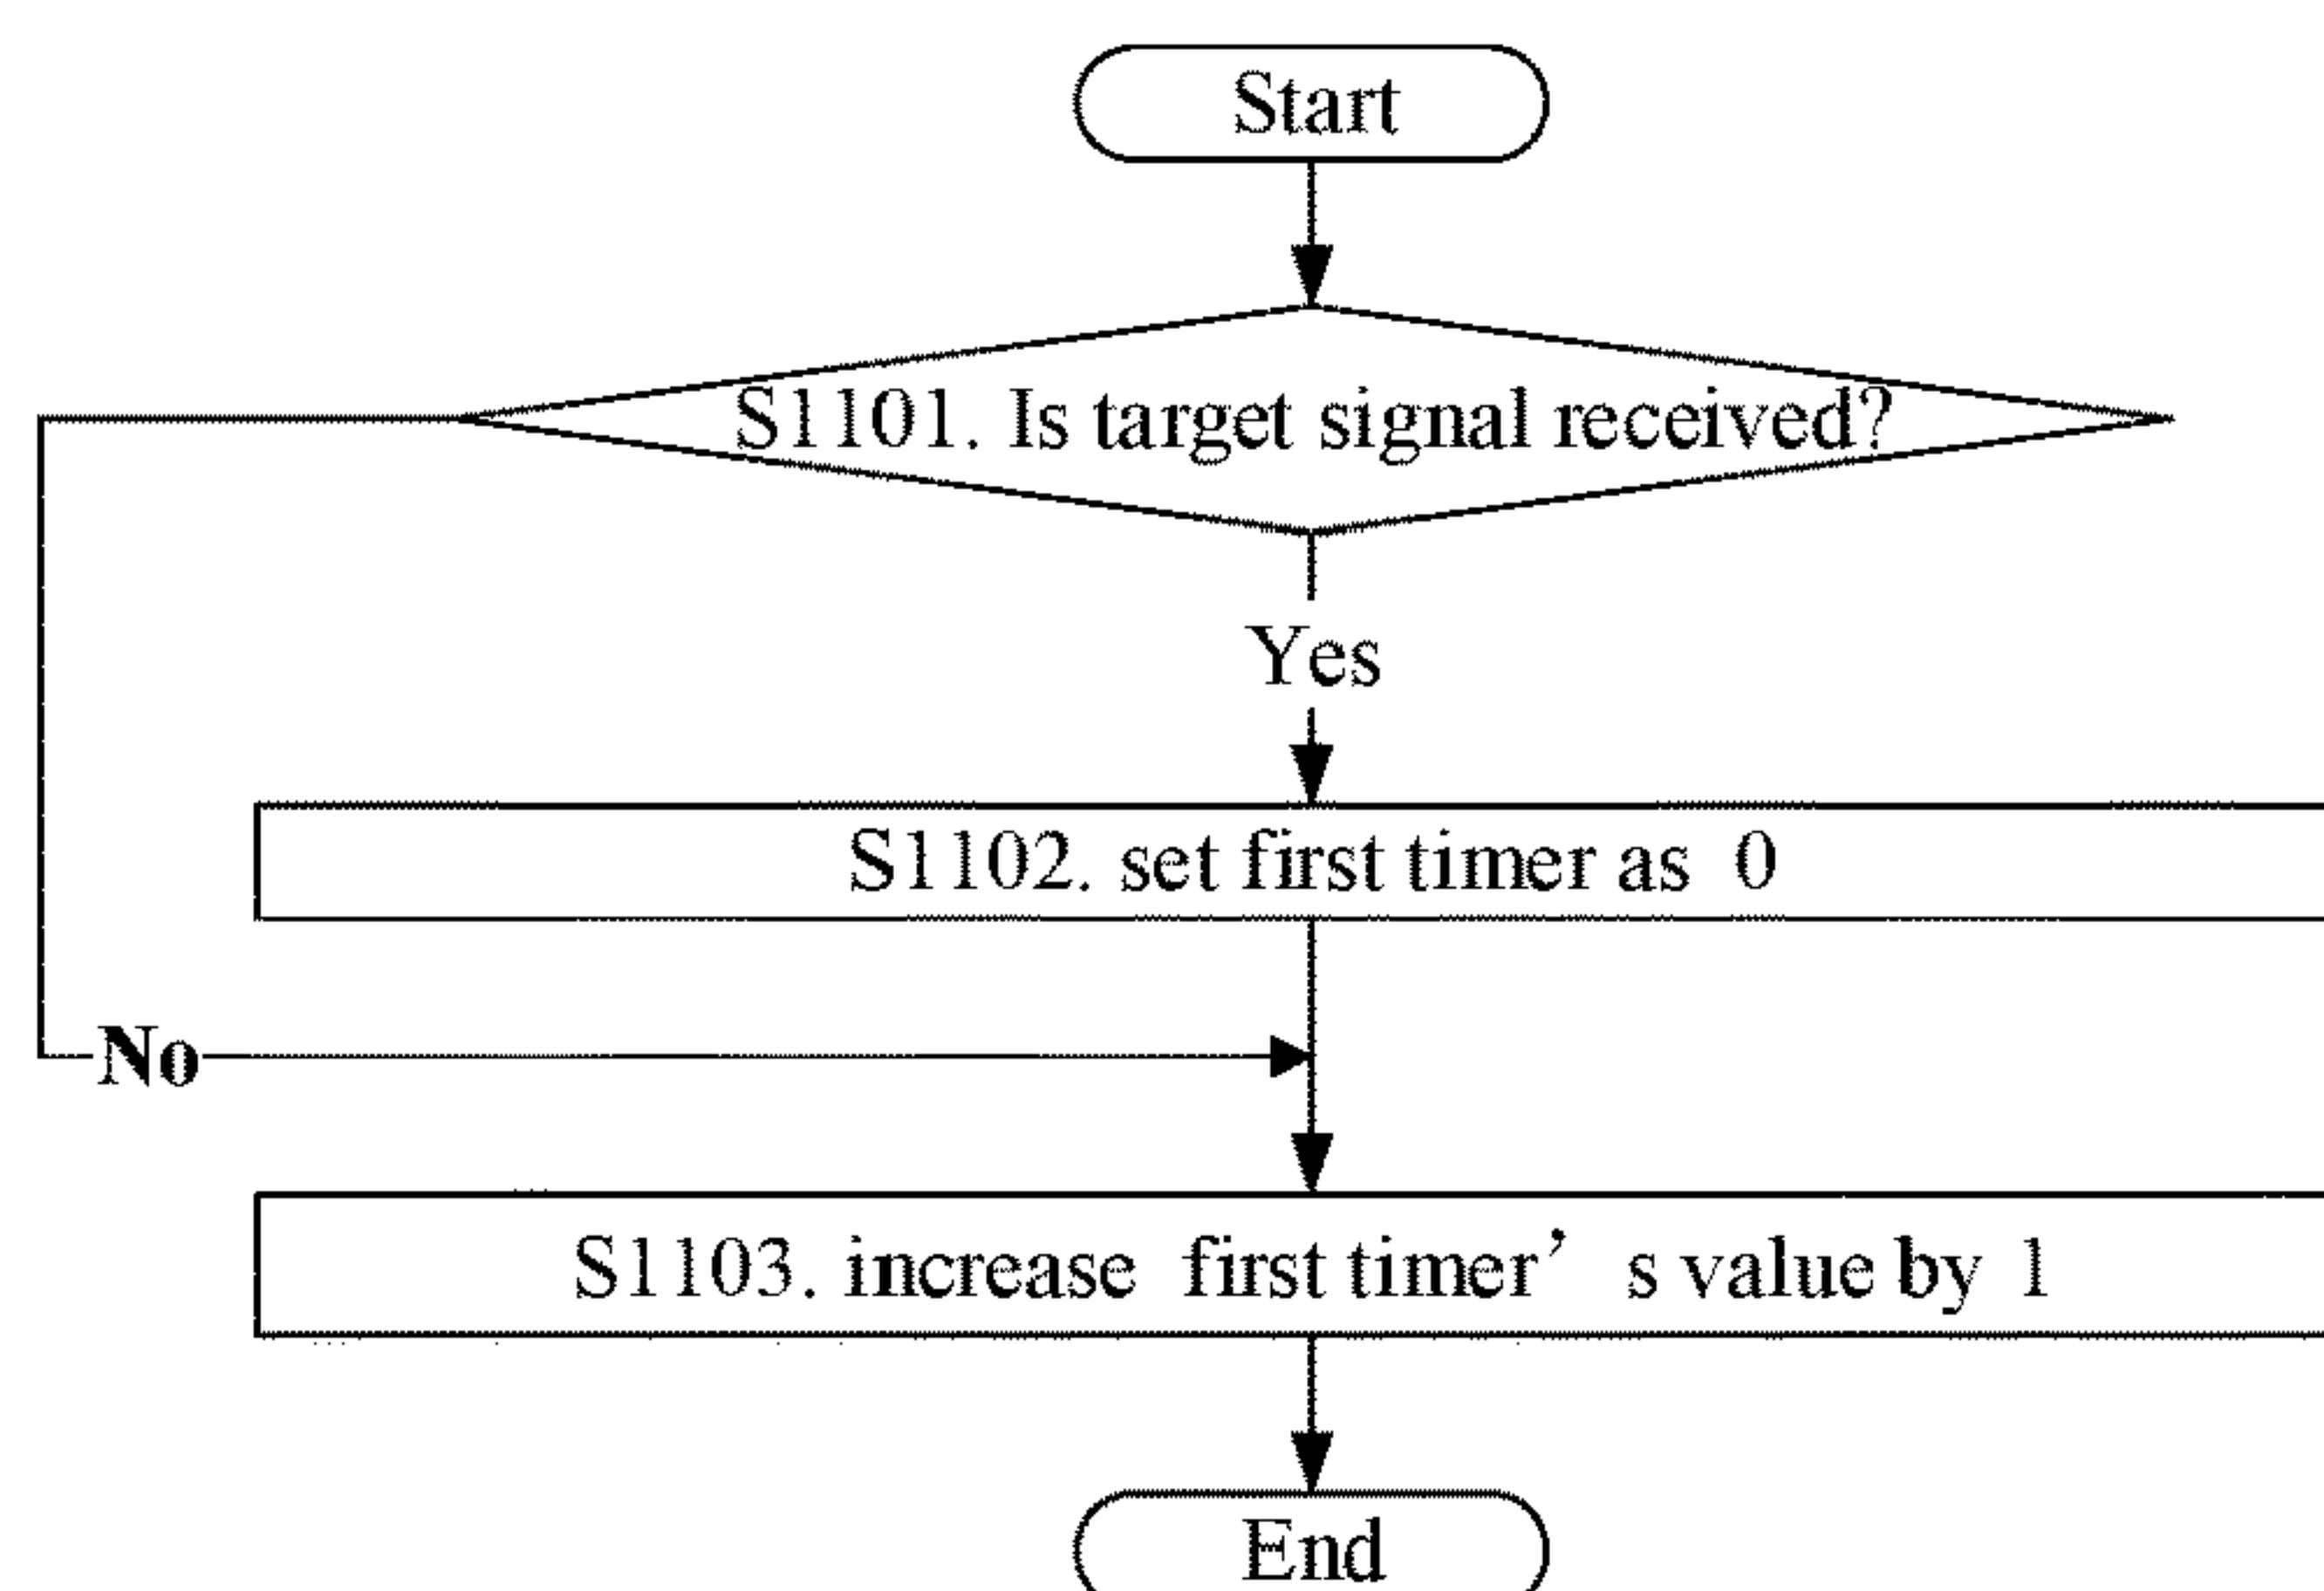 Start
S1101. Is target signal received?
Yes
S1102. set first timer as 0
No
S1103. increase first timer’ s value by 1
End